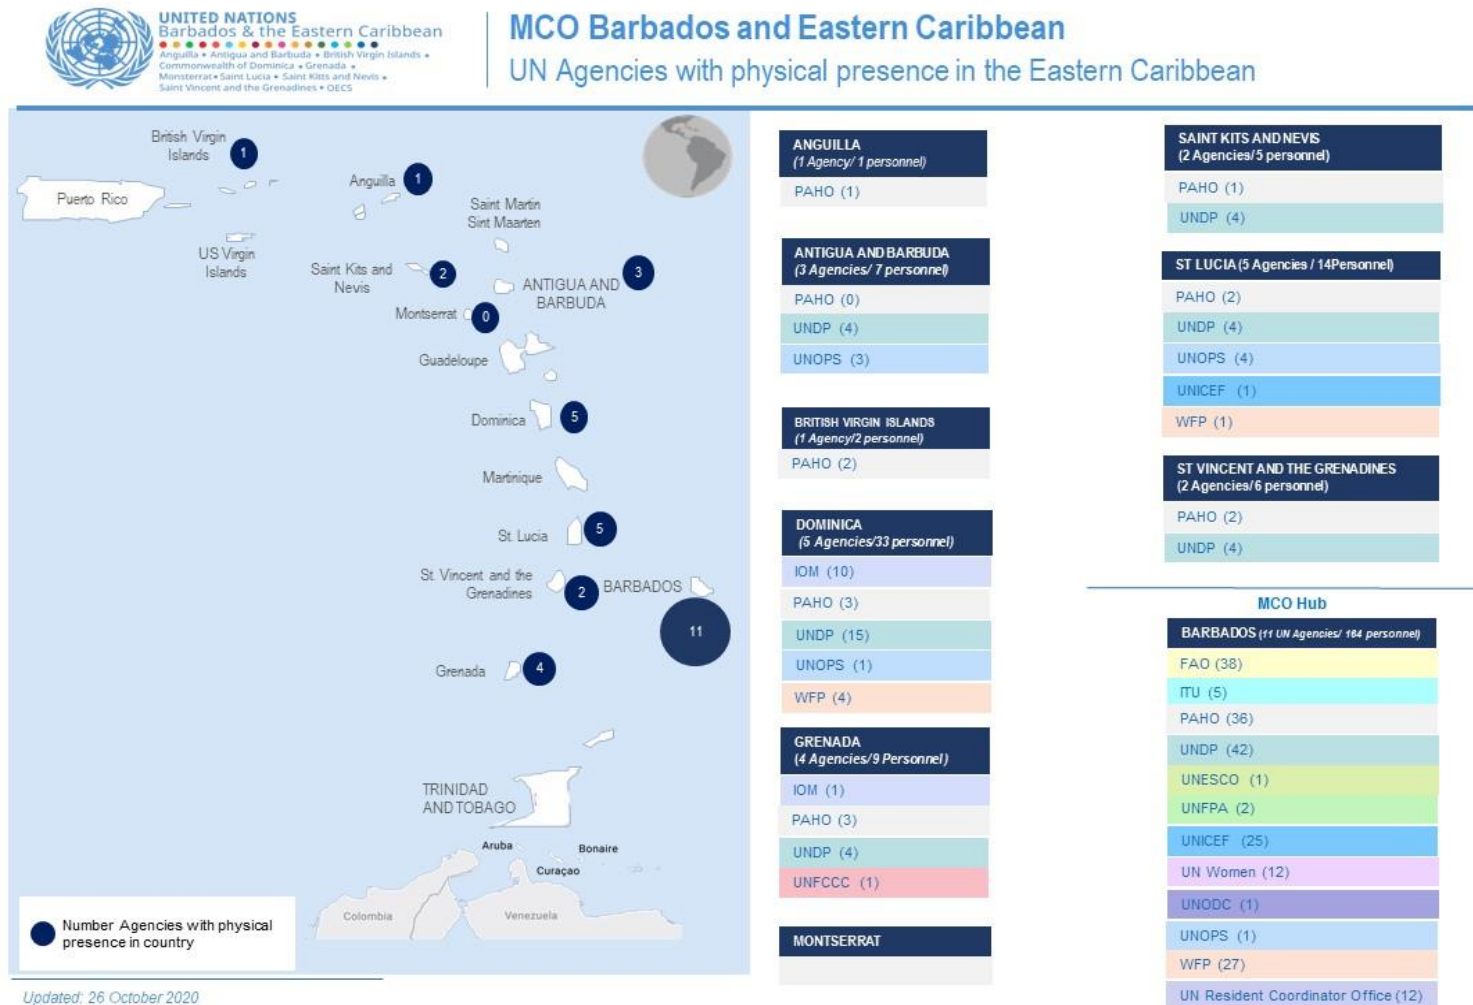 UNITED NATIONS
Barbados & the Eastern Caribbean
Anguilla • Antigua and Barbuda • British Virgin Islands •
Commonwealth of Dominica • Grenada •
Monsterrat • Saint Lucia • Saint Kitts and Nevis •
Saint Vincent and the Grenadines • OECS
MCO Barbados and Eastern Caribbean
UN Agencies with physical presence in the Eastern Caribbean
British Virgin
Islands
1
Puerto Rico
Anguilla
1
Saint Martin
Sint Maarten
US Virgin
Islands
Saint Kits and
Nevis
2
ANTIGUA AND
BARBUDA
3
Montserrat
0
Guadeloupe
Dominica
5
Martinique
St. Lucia
5
St. Vincent and the
Grenadines
2
BARBADOS
11
Grenada
4
TRINIDAD
AND TOBAGO
Aruba
Bonaire
Curaçao
Colombia
Venezuela
Number Agencies with physical
presence in country
Updated: 26 October 2020
ANGUILLA
(1 Agency/ 1 personnel)
PAHO (1)
ANTIGUA AND BARBUDA
(3 Agencies/ 7 personnel)
PAHO (0)
UNDP (4)
UNOPS (3)
BRITISH VIRGIN ISLANDS
(1 Agency/2 personnel)
PAHO (2)
DOMINICA
(5 Agencies/33 personnel)
IOM (10)
PAHO (3)
UNDP (15)
UNOPS (1)
WFP (4)
GRENADA
(4 Agencies/9 Personnel)
IOM (1)
PAHO (3)
UNDP (4)
UNFCCC (1)
MONTSERRAT
SAINT KITS AND NEVIS
(2 Agencies/ 5 personnel)
PAHO (1)
UNDP (4)
ST LUCIA (5 Agencies / 14Personnel)
PAHO (2)
UNDP (4)
UNOPS (4)
UNICEF (1)
WFP (1)
ST VINCENT AND THE GRENADINES
(2 Agencies/6 personnel)
PAHO (2)
UNDP (4)
MCO Hub
BARBADOS (11 UN Agencies/ 164 personnel)
FAO (38)
ITU (5)
PAHO (36)
UNDP (42)
UNESCO (1)
UNFPA (2)
UNICEF (25)
UN Women (12)
UNODC (1)
UNOPS (1)
WFP (27)
UN Resident Coordinator Office (12)